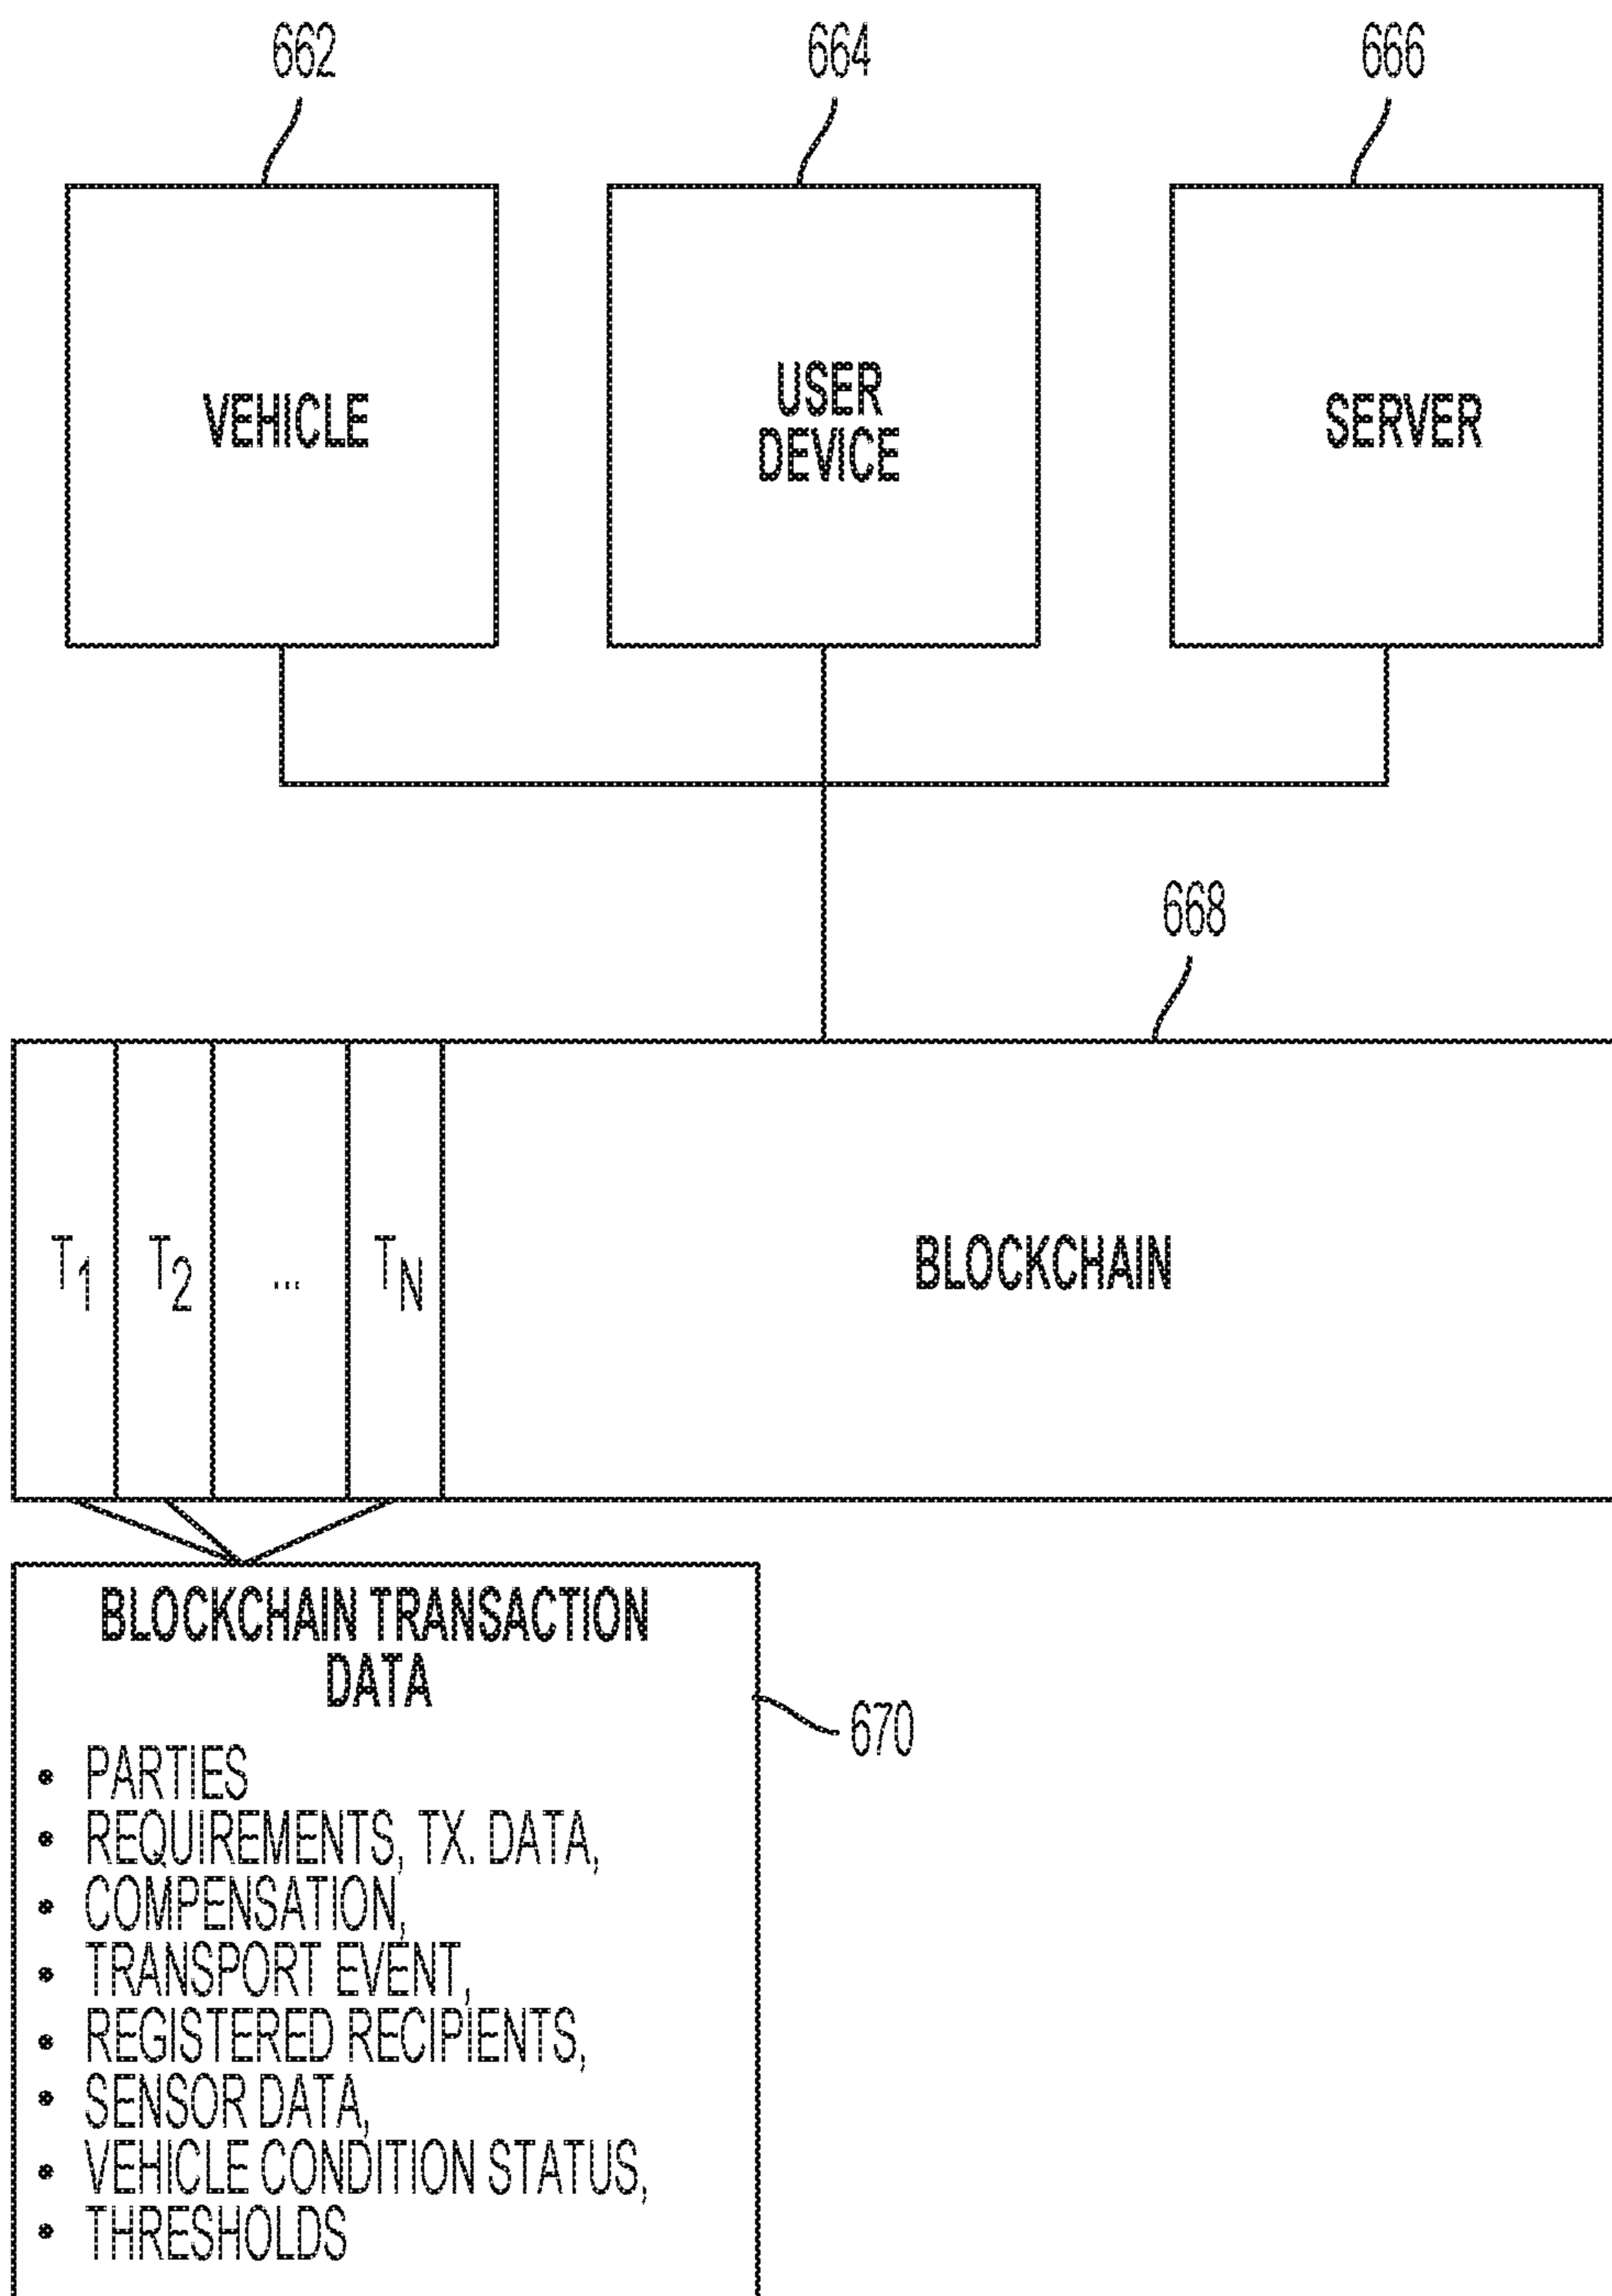 662
664
666
VEHICLE
USER
DEVICE
SERVER
668
T1
T2
...
TN
BLOCKCHAIN
BLOCKCHAIN TRANSACTION
DATA
670
• PARTIES
• REQUIREMENTS, TX. DATA,
• COMPENSATION,
• TRANSPORT EVENT,
• REGISTERED RECIPIENTS,
• SENSOR DATA,
• VEHICLE CONDITION STATUS,
• THRESHOLDS